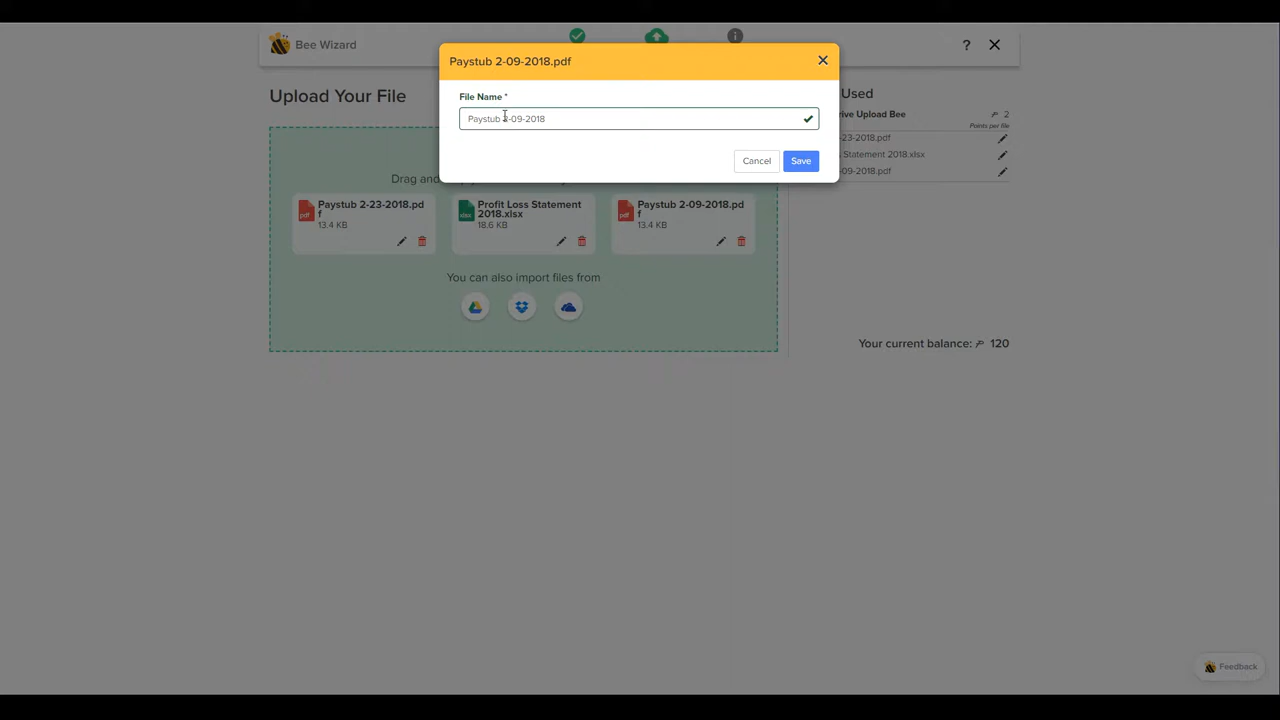 Bee Wizard
?
Paystub 2-09-2018.pdf
File Name *
Paystub 2-09-2018
Cancel
Save
Upload Your File
Drag and
Paystub 2-23-2018.pd
f
13.4 KB
Profit Loss Statement
2018.xlsx
18.6 KB
Paystub 2-09-2018.pd
f
13.4 KB
You can also import files from
Used
rive Upload Bee
2
Points per file
-23-2018.pdf
Statement 2018.xlsx
-09-2018.pdf
Your current balance: 120
Feedback